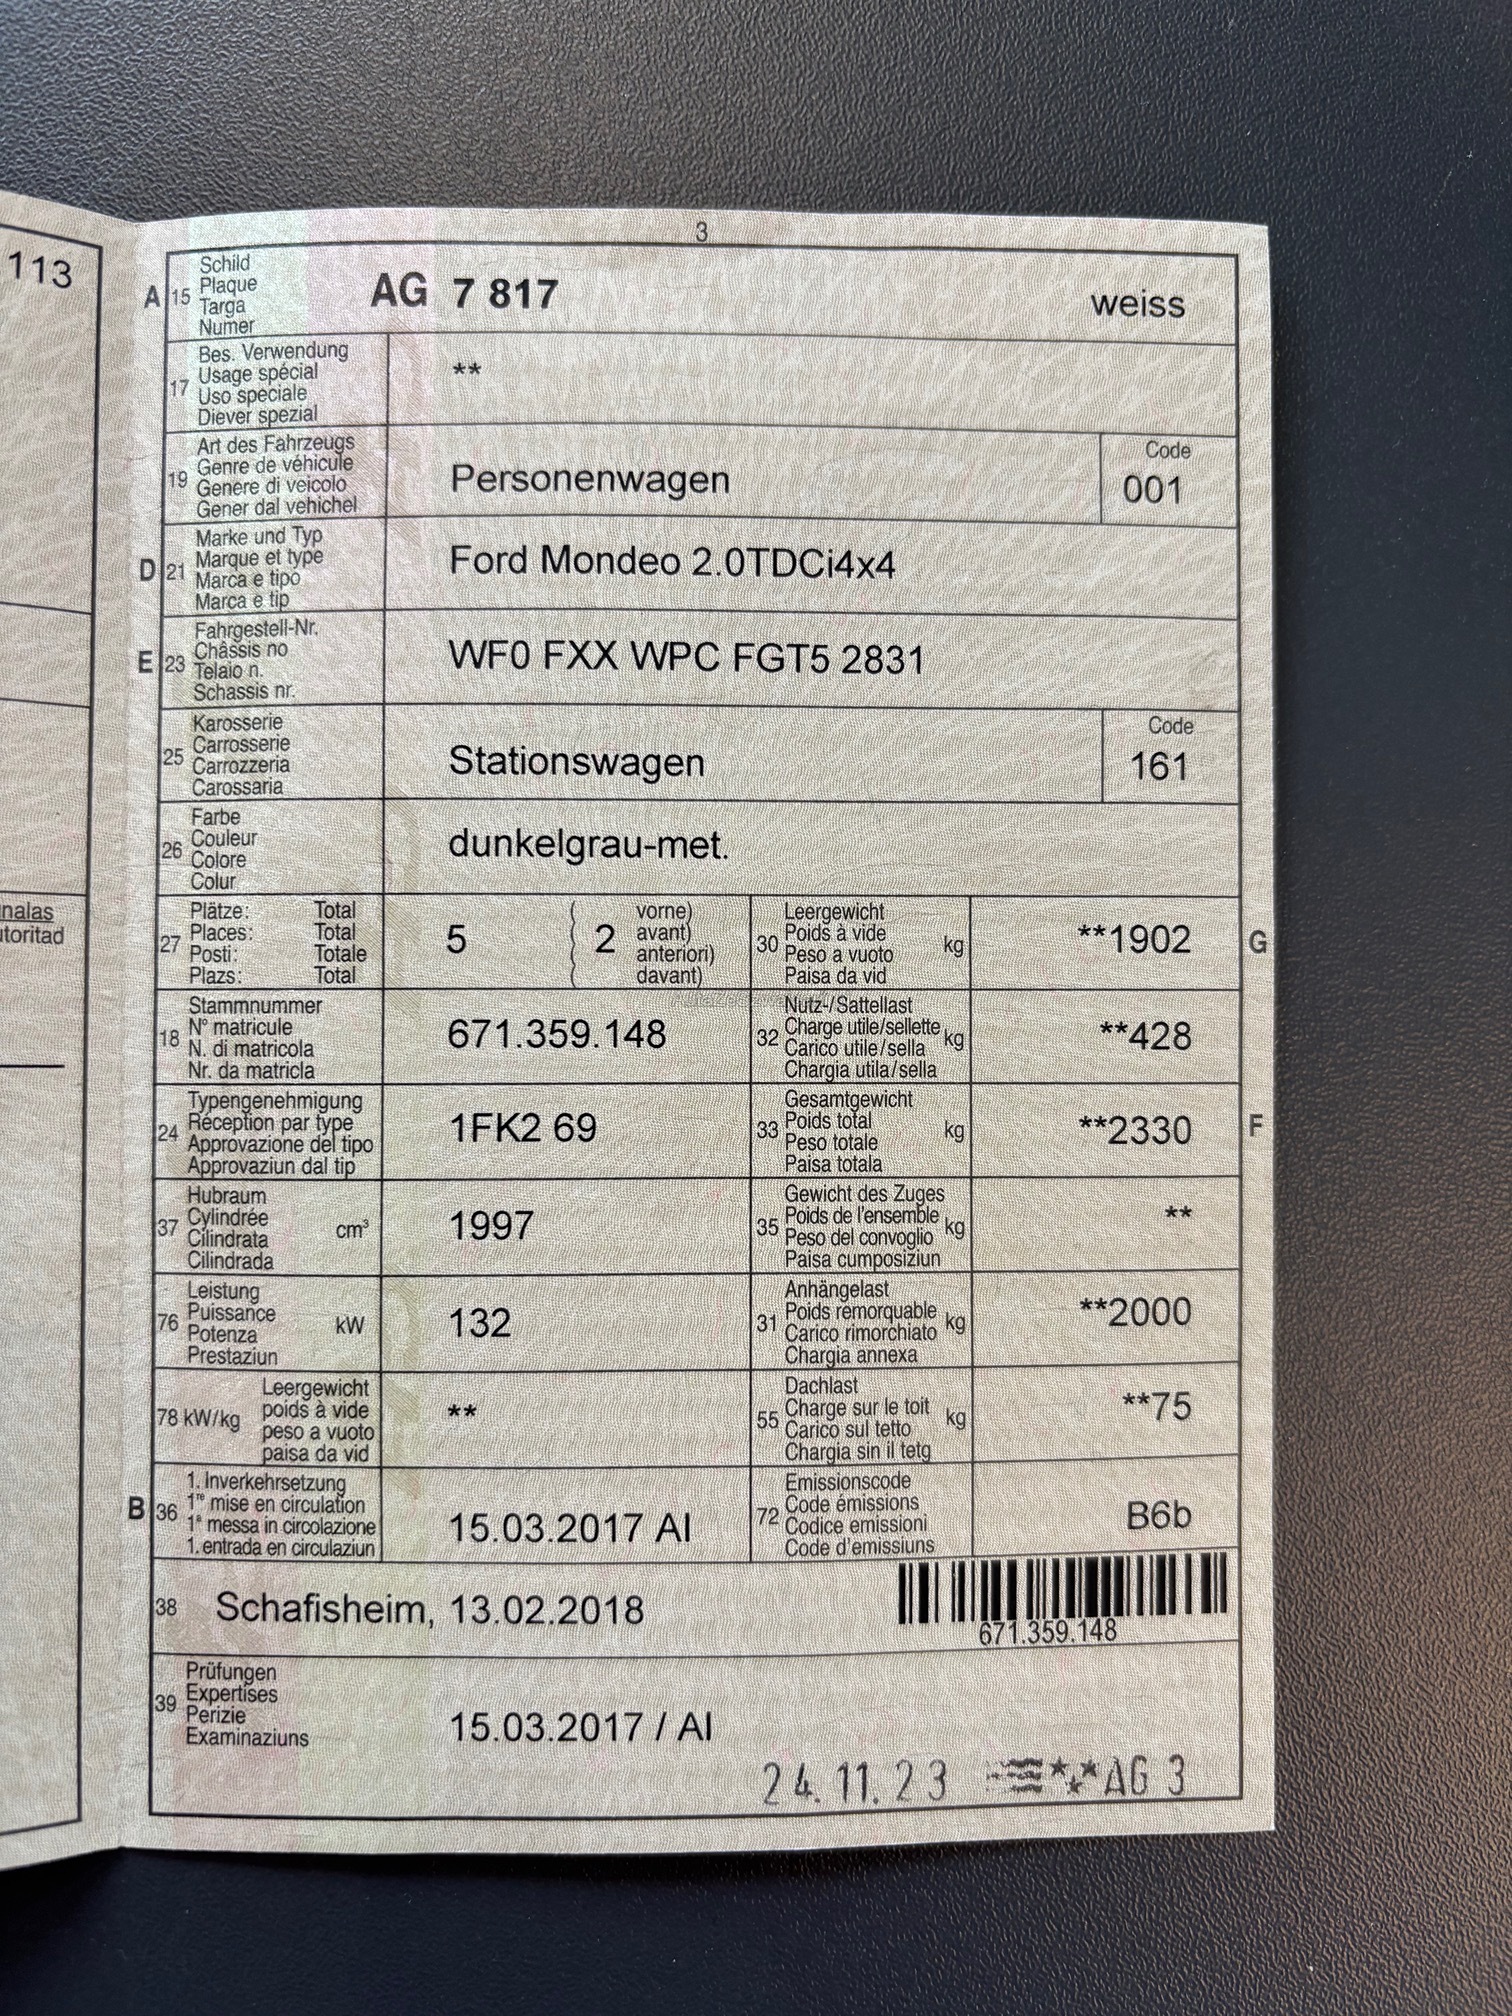 3
113
A 15 Schild
Plaque
Targa
Numer
AG 7 817 weiss
17 Bes. Verwendung
Usage spécial
Uso speciale
Diever spezial
**
19 Art des Fahrzeugs
Genre de véhicule
Genere di veicolo
Gener dal vehichel
Personenwagen
Code
001
D 21 Marke und Typ
Marque et type
Marca e tipo
Marca e tip
Ford Mondeo 2.0TDCi4x4
E 23 Fahrgestell-Nr.
Châssis no
Telaio n.
Schassis nr.
WF0 FXX WPC FGT5 2831
25 Karosserie
Carrosserie
Carrozzeria
Carossaria
Stationswagen
Code
161
26 Farbe
Couleur
Colore
Colur
dunkelgrau-met.
nalas
utoritad
27 Plätze: Total
Places: Total
Posti: Totale
Plazs: Total
5
2
vorne)
avant)
anteriori)
davant)
30 Leergewicht
Poids à vide
Peso a vuoto
Paisa da vid
kg
**1902
G
18 Stammnummer
N° matricule
N. di matricola
Nr. da matricla
671.359.148
32 Nutz-/Sattellast
Charge utile/sellette
Carico utile/sella
Chargia utila/sella
kg
**428
24 Typengenehmigung
Réception par type
Approvazione del tipo
Approvaziun dal tip
1FK2 69
33 Gesamtgewicht
Poids total
Peso totale
Paisa totala
kg
**2330
F
37 Hubraum
Cylindrée
Cilindrata
Cilindrada
cm³
1997
35 Gewicht des Zuges
Poids de l'ensemble
Peso del convoglio
Paisa cumposiziun
kg
**
76 Leistung
Puissance
Potenza
Prestaziun
kW
132
31 Anhängelast
Poids remorquable
Carico rimorchiato
Chargia annexa
kg
**2000
78 kW/kg Leergewicht
poids à vide
peso a vuoto
paisa da vid
**
55 Dachlast
Charge sur le toit
Carico sul tetto
Chargia sin il tetg
kg
**75
B 36 1. Inverkehrsetzung
1re mise en circulation
1a messa in circolazione
1. entrada en circulaziun
15.03.2017 AI
72 Emissionscode
Code émissions
Codice emissioni
Code d'emissiuns
B6b
38 Schafisheim, 13.02.2018
671.359.148
39 Prüfungen
Expertises
Perizie
Examinaziuns
15.03.2017 / AI
24.11.23 AG 3